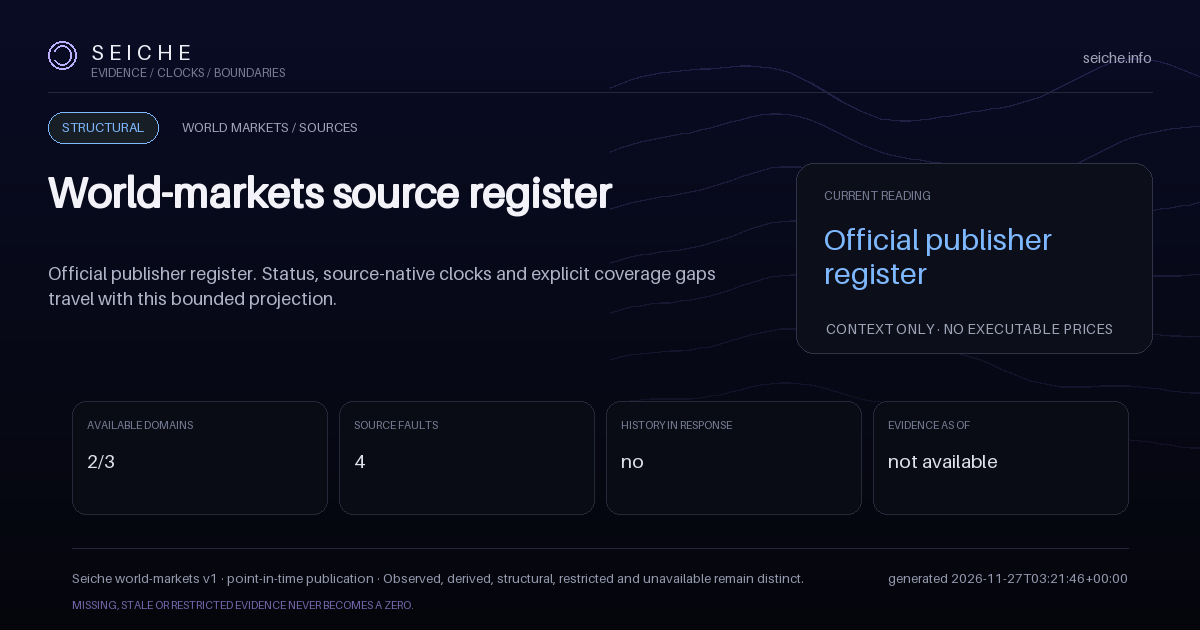 SEICHE
EVIDENCE / CLOCKS / BOUNDARIES
seiche.info
STRUCTURAL
WORLD MARKETS / SOURCES
World-markets source register
Official publisher register. Status, source-native clocks and explicit coverage gaps
travel with this bounded projection.
CURRENT READING
Official publisher
register
CONTEXT ONLY · NO EXECUTABLE PRICES
AVAILABLE DOMAINS
2/3
SOURCE FAULTS
4
HISTORY IN RESPONSE
no
EVIDENCE AS OF
not available
Seiche world-markets v1 · point-in-time publication · Observed, derived, structural, restricted and unavailable remain distinct.
generated 2026-11-27T03:21:46+00:00
MISSING, STALE OR RESTRICTED EVIDENCE NEVER BECOMES A ZERO.